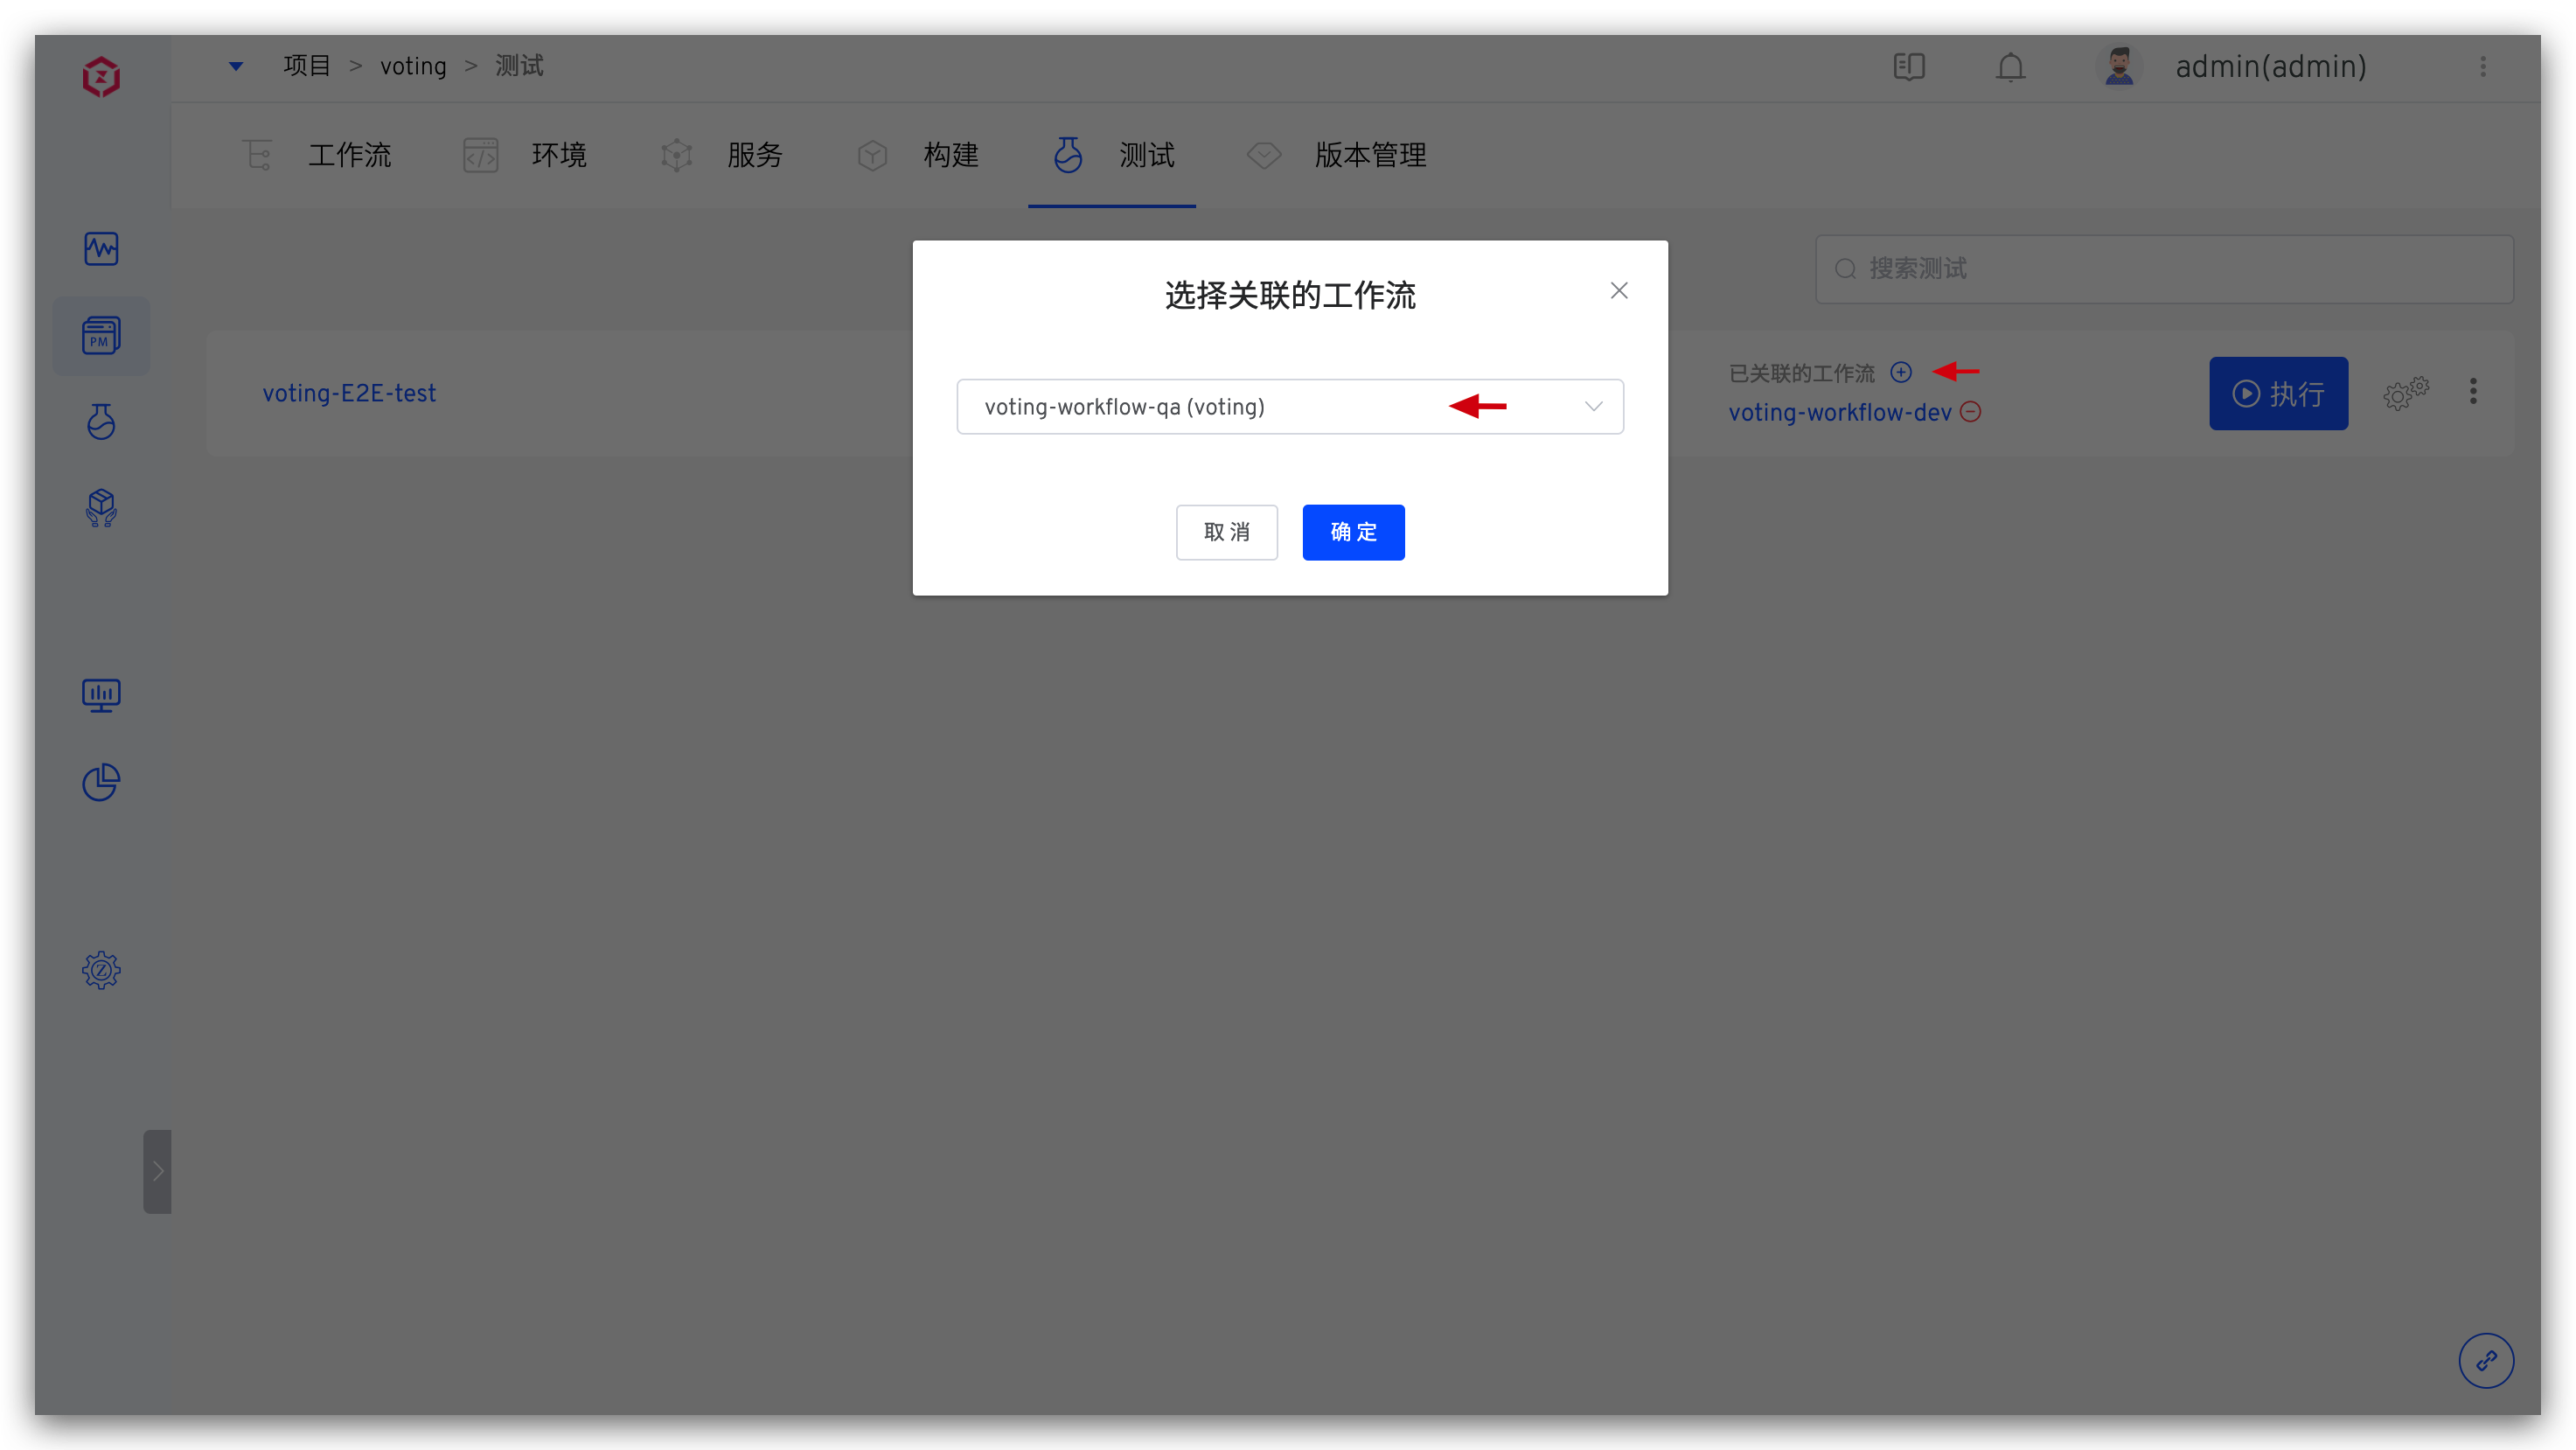 项目 > voting > 测试
admin(admin)
工作流
环境
服务
构建
测试
版本管理
搜索测试
PM
选择关联的工作流
voting-workflow-qa (voting)
取消
确定
voting-E2E-test
已关联的工作流
voting-workflow-dev
执行